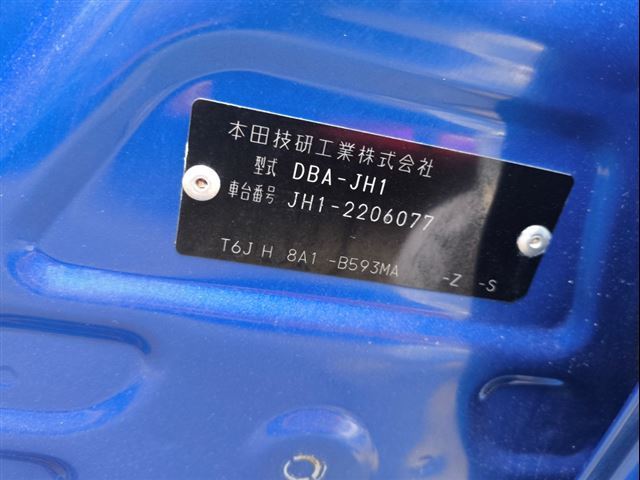 本田技研工業株式会社
型式 DBA-JH1
車台番号 JH1-2206077
T6J H 8A1 -B593MA -Z -S